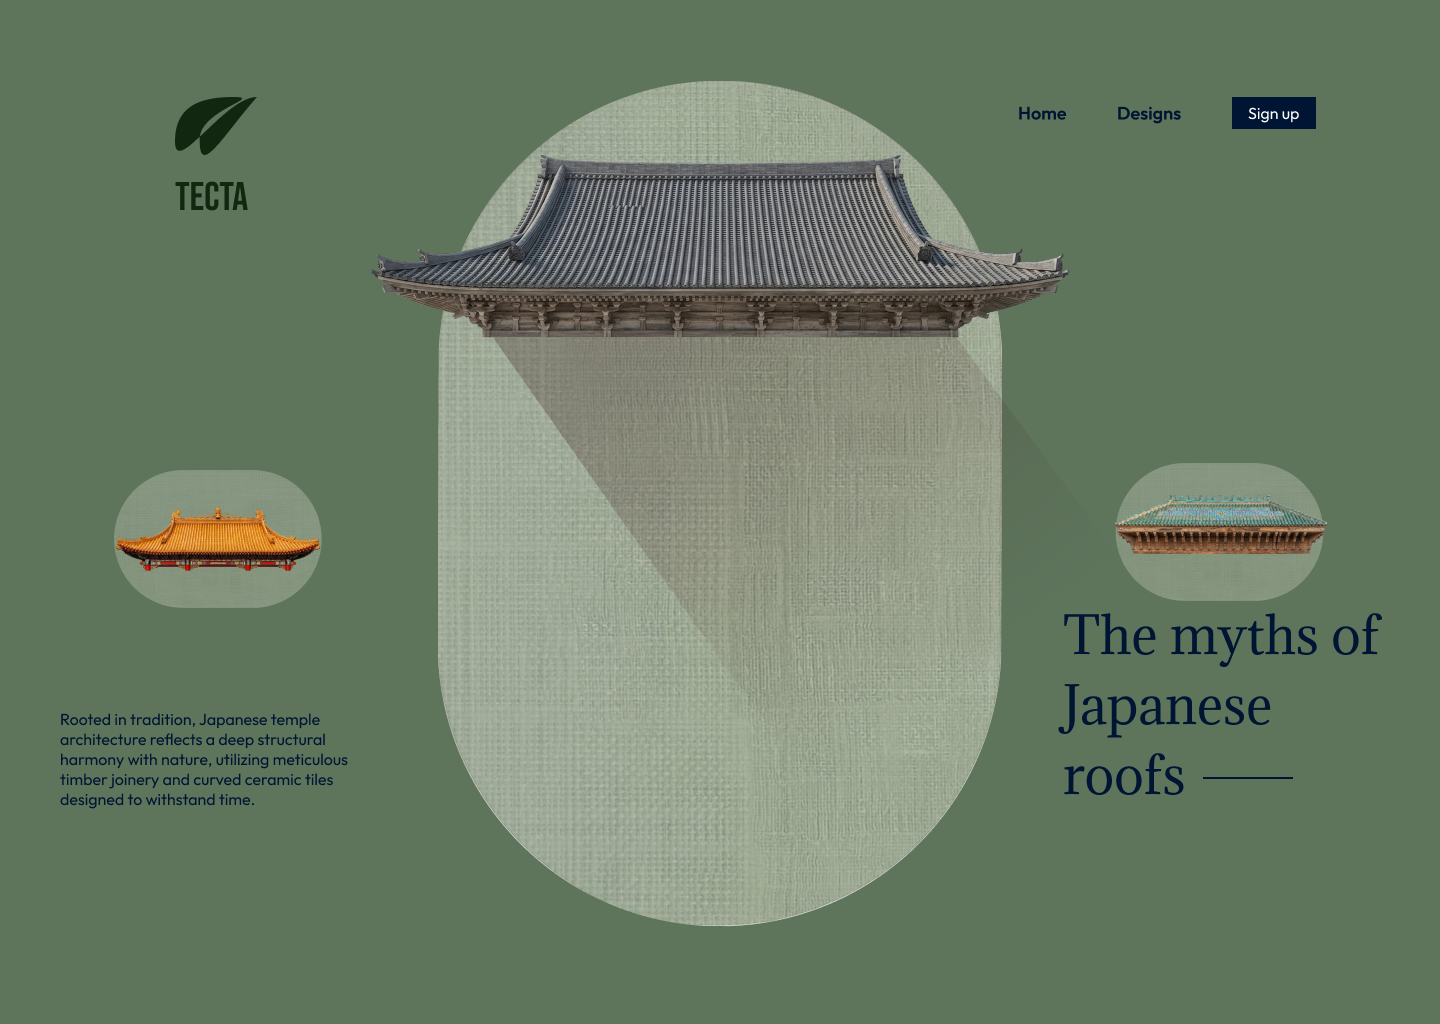 TECTA
Home
Designs
Sign up
Rooted in tradition, Japanese temple
architecture reflects a deep structural
harmony with nature, utilizing meticulous
timber joinery and curved ceramic tiles
designed to withstand time.
The myths of
Japanese
roofs